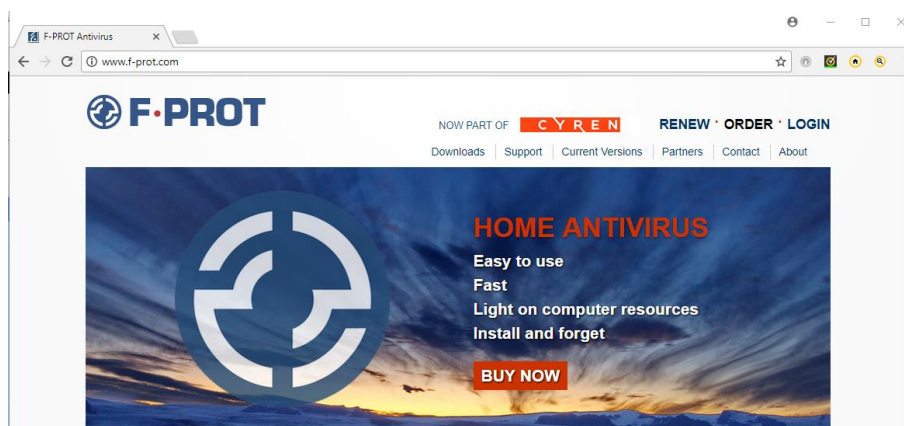 F-PROT Antivirus
www.f-prot.com
F·PROT
NOW PART OF CYREN RENEW · ORDER · LOGIN
Downloads Support Current Versions Partners Contact About
HOME ANTIVIRUS
Easy to use
Fast
Light on computer resources
Install and forget
BUY NOW